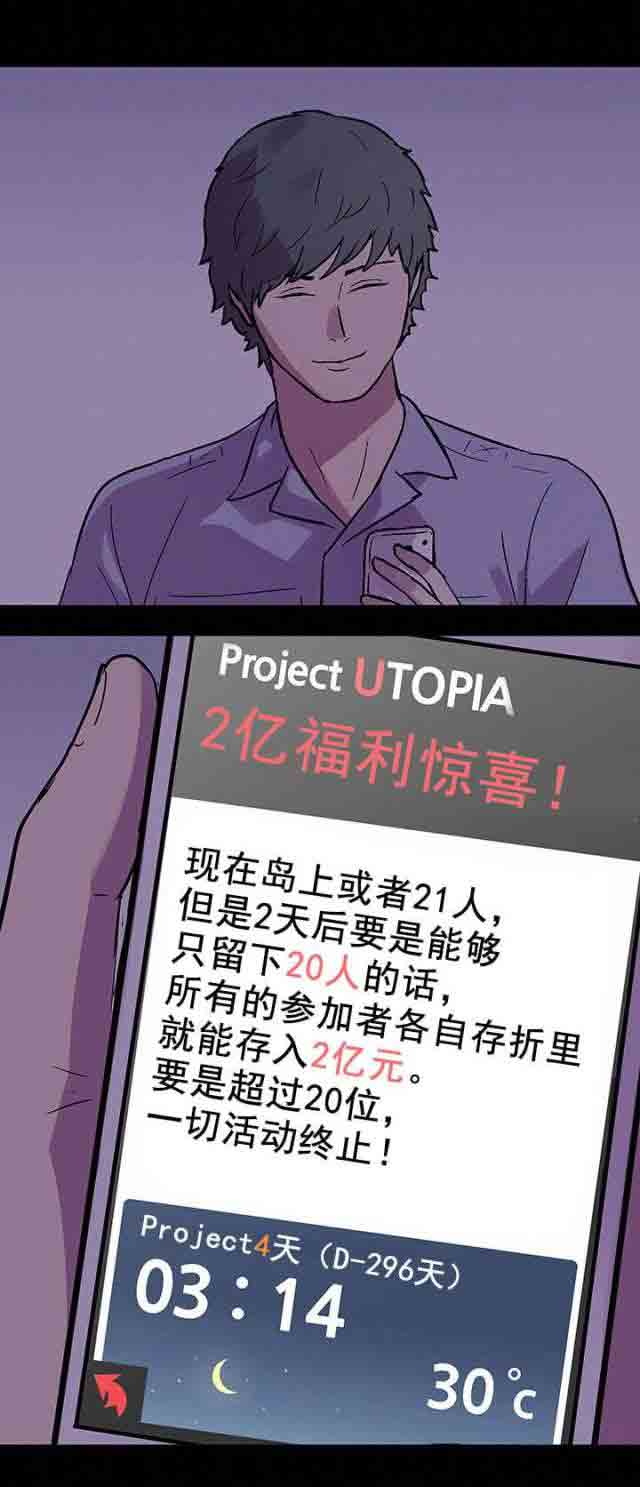 Project UTOPIA
2亿福利惊喜!
现在岛上或者21人,
但是2天后要是能够
只留下20人的话,
所有的参加者各自存折里
就能存入2亿元。
要是超过20位,
一切活动终止!
Project4天（D-296天）
03:14
30℃